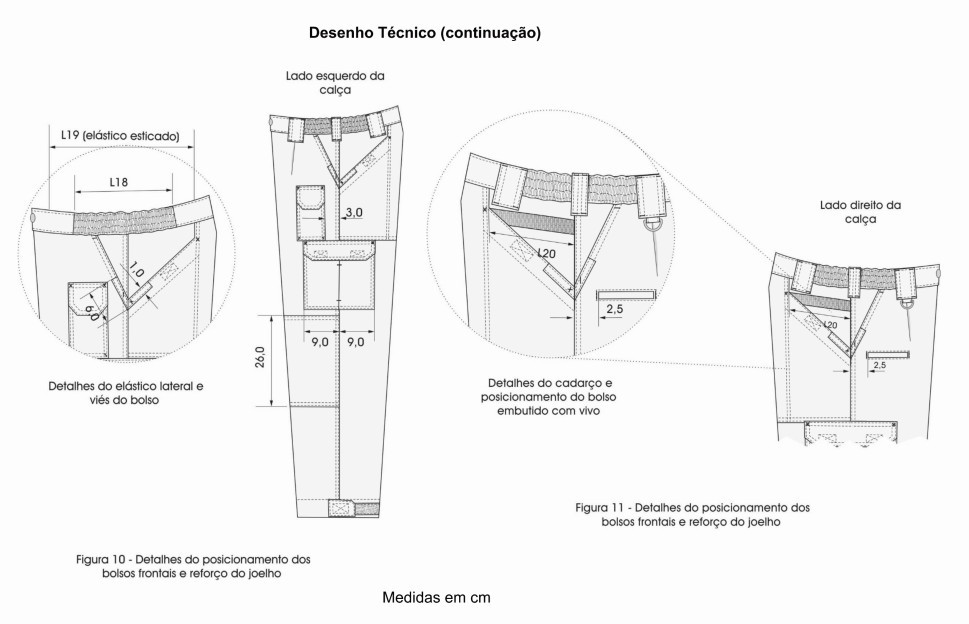 Desenho Técnico (continuação)
Lado esquerdo da
calça
L19 (elástico esticado)
L18
1,0
6,0
Detalhes do elástico lateral e
viés do bolso
3,0
9,0
9,0
26,0
L20
2,5
Detalhes do cadarço e
posicionamento do bolso
embutido com vivo
Lado direito da
calça
L20
2,5
Figura 10 - Detalhes do posicionamento dos
bolsos frontais e reforço do joelho
Figura 11 - Detalhes do posicionamento dos
bolsos frontais e reforço do joelho
Medidas em cm